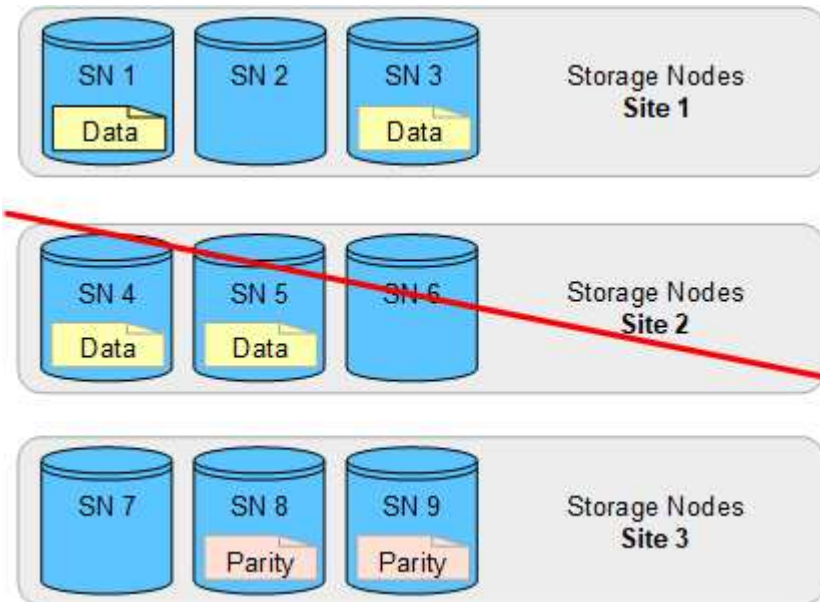 SN 1
SN 2
SN 3
Storage Nodes
Site 1
Data
Data
SN 4
SN 5
SN 6
Storage Nodes
Site 2
Data
Data
SN 7
SN 8
SN 9
Storage Nodes
Site 3
Parity
Parity